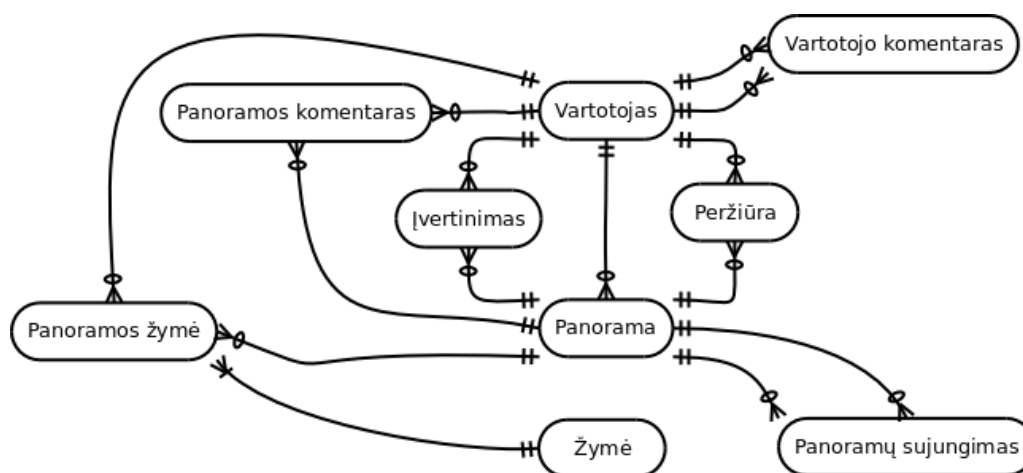 Vartotojo komentaras
Panoramos komentaras
Vartotojas
Įvertinimas
Peržiūra
Panoramos žymė
Panorama
Žymė
Panoramų sujungimas